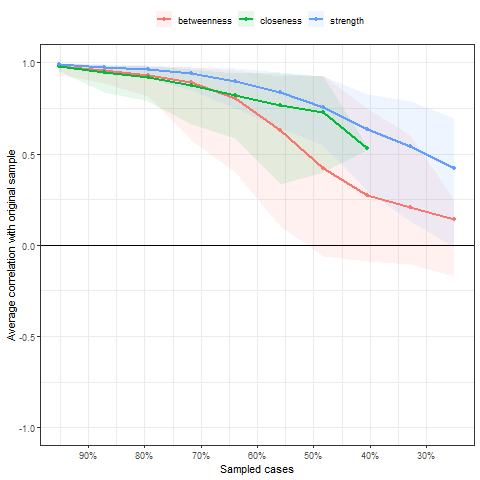 betweenness closeness strength
1.0
0.5
0.0
-0.5
-1.0
Average correlation with original sample
90% 80% 70% 60% 50% 40% 30%
Sampled cases